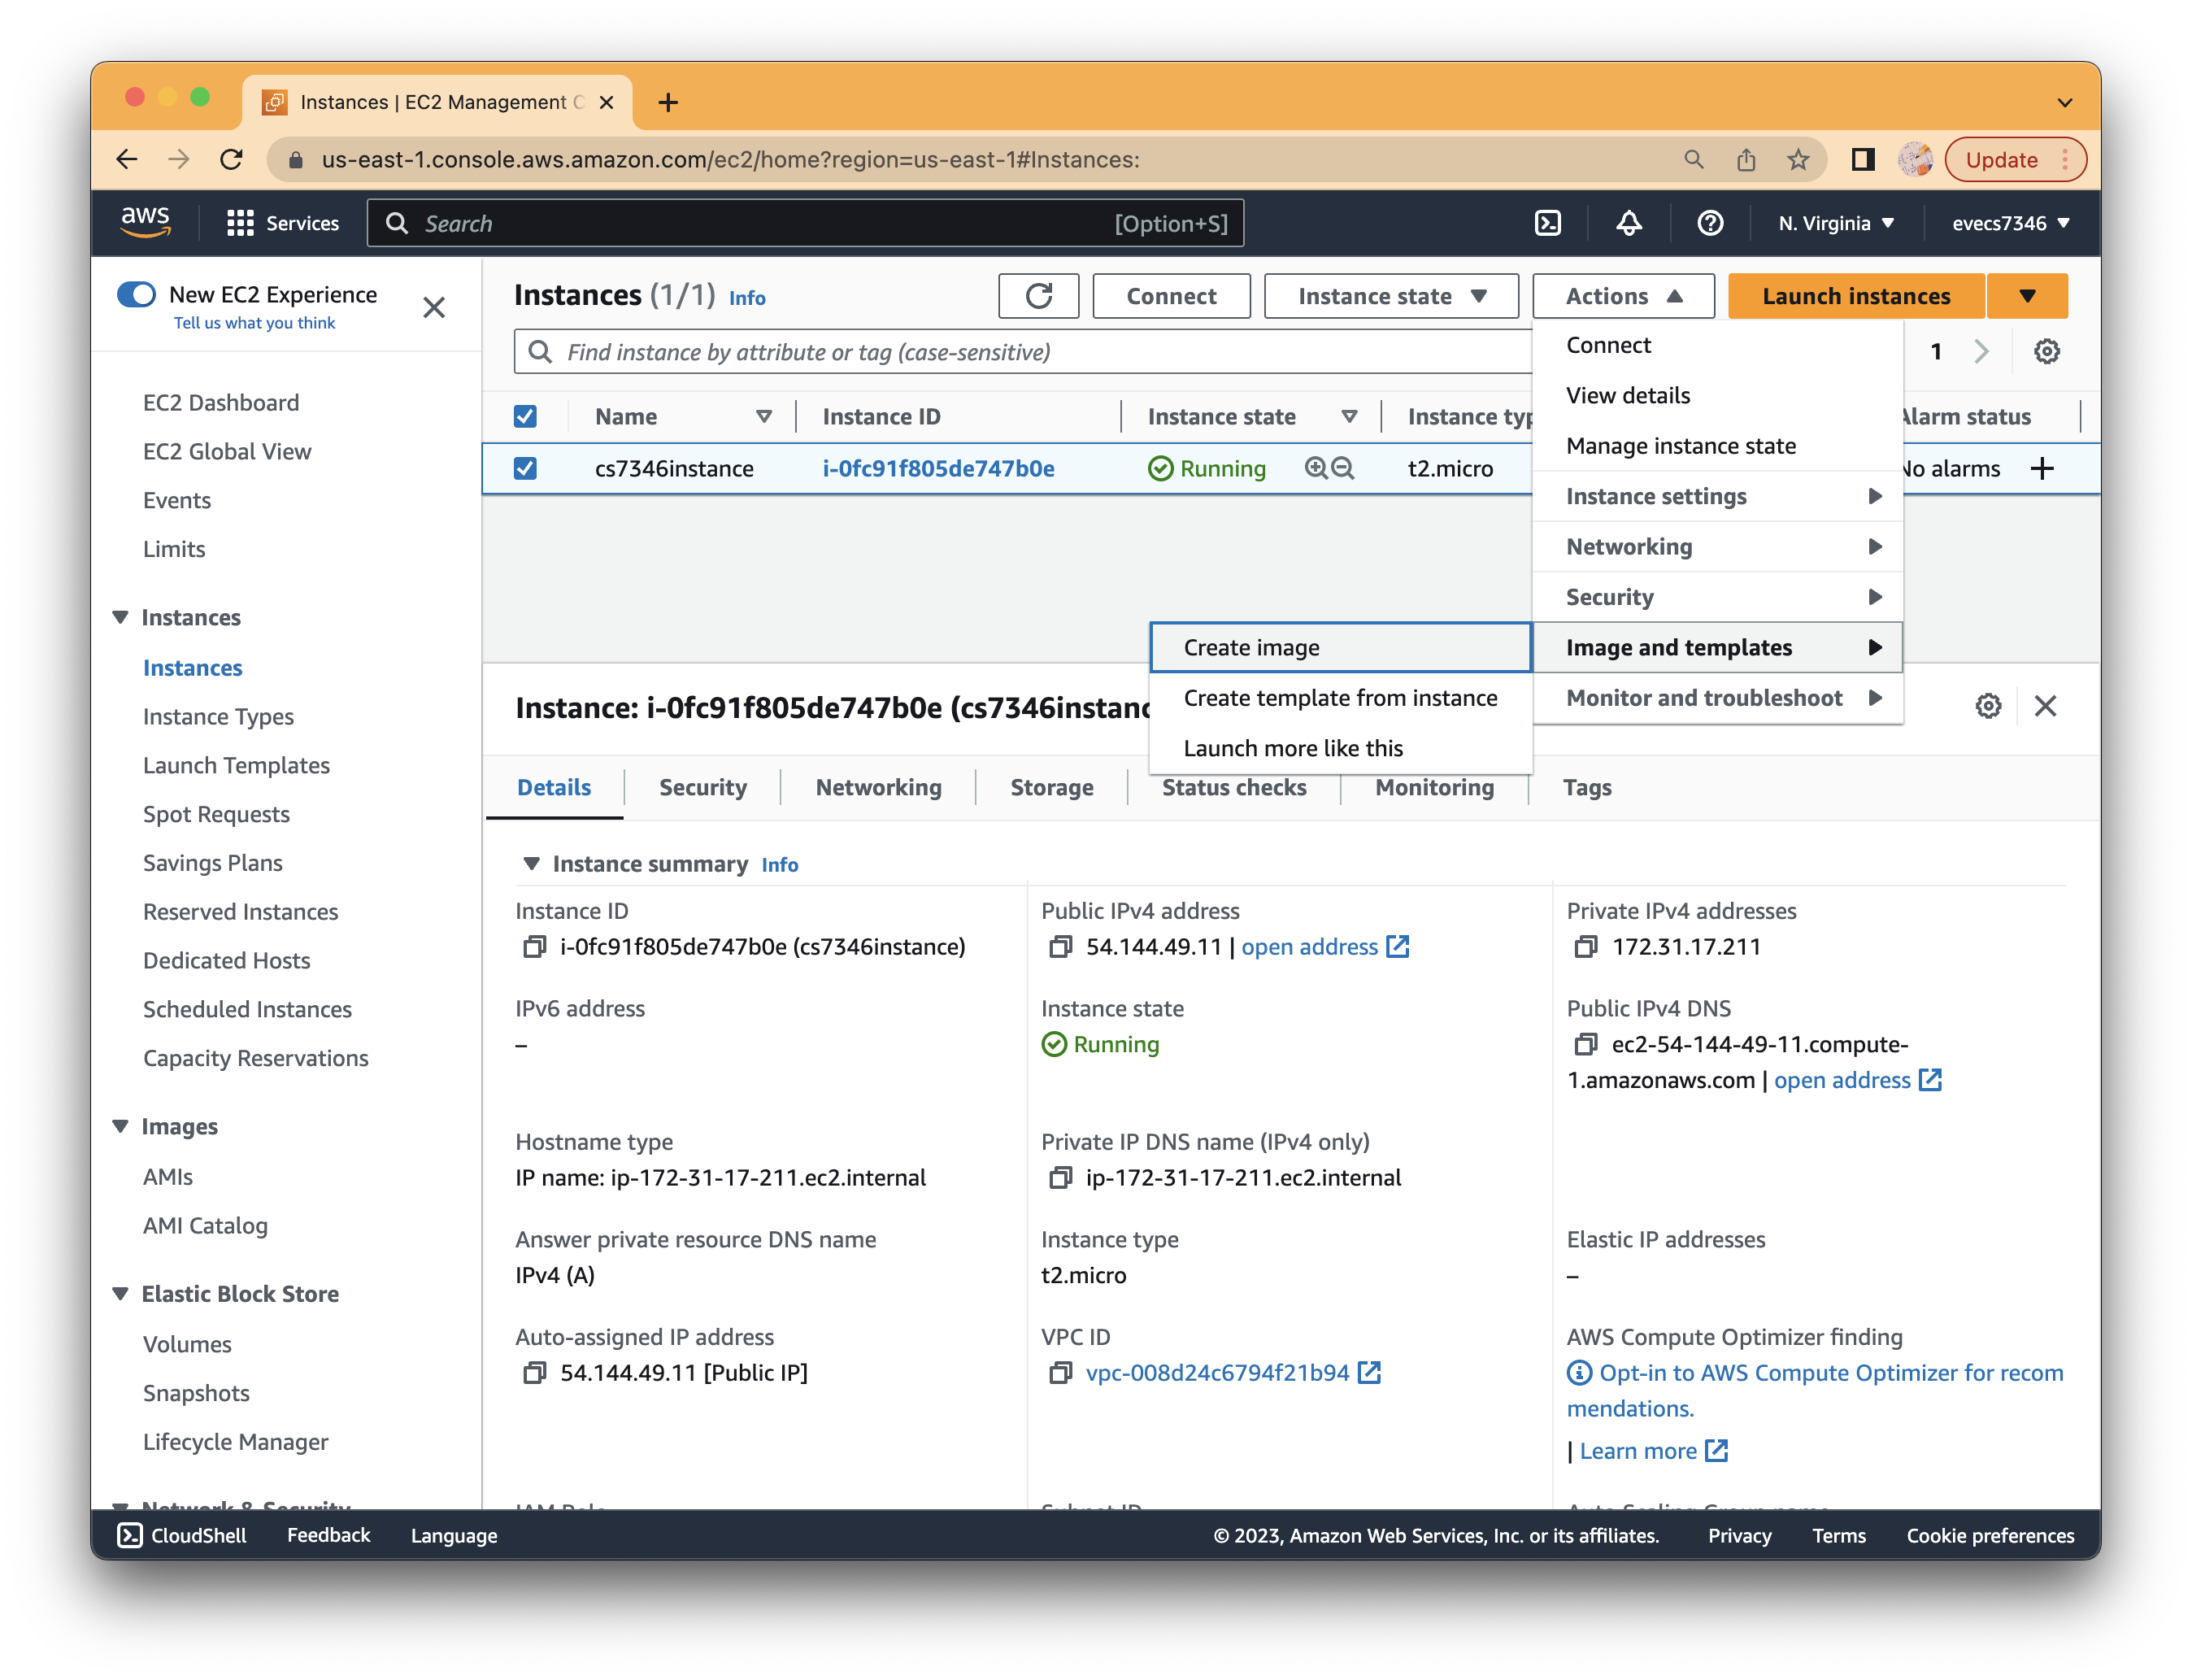 Instances | EC2 Management C
us-east-1.console.aws.amazon.com/ec2/home?region=us-east-1#Instances:
Update
aws
Services
Search
[Option+S]
N. Virginia
evecs7346
New EC2 Experience
Tell us what you think
EC2 Dashboard
EC2 Global View
Events
Limits
Instances
Instances
Instance Types
Launch Templates
Spot Requests
Savings Plans
Reserved Instances
Dedicated Hosts
Scheduled Instances
Capacity Reservations
Images
AMIs
AMI Catalog
Elastic Block Store
Volumes
Snapshots
Lifecycle Manager
Network & Security
Instances (1/1) Info
Connect
Instance state
Actions
Launch instances
Find instance by attribute or tag (case-sensitive)
1
Name
Instance ID
Instance state
Instance typ
Alarm status
cs7346instance
i-0fc91f805de747b0e
Running
t2.micro
No alarms
Connect
View details
Manage instance state
Instance settings
Networking
Security
Image and templates
Monitor and troubleshoot
Create image
Create template from instance
Launch more like this
Instance: i-0fc91f805de747b0e (cs7346instanc
Details
Security
Networking
Storage
Status checks
Monitoring
Tags
Instance summary Info
Instance ID
i-0fc91f805de747b0e (cs7346instance)
Public IPv4 address
54.144.49.11 | open address
Private IPv4 addresses
172.31.17.211
IPv6 address
–
Instance state
Running
Public IPv4 DNS
ec2-54-144-49-11.compute-
1.amazonaws.com | open address
Hostname type
IP name: ip-172-31-17-211.ec2.internal
Private IP DNS name (IPv4 only)
ip-172-31-17-211.ec2.internal
Answer private resource DNS name
IPv4 (A)
Instance type
t2.micro
Elastic IP addresses
–
Auto-assigned IP address
54.144.49.11 [Public IP]
VPC ID
vpc-008d24c6794f21b94
AWS Compute Optimizer finding
Opt-in to AWS Compute Optimizer for recom
mendations.
| Learn more
IAM Role
Subnet ID
Auto Scaling Group name
CloudShell
Feedback
Language
© 2023, Amazon Web Services, Inc. or its affiliates.
Privacy
Terms
Cookie preferences